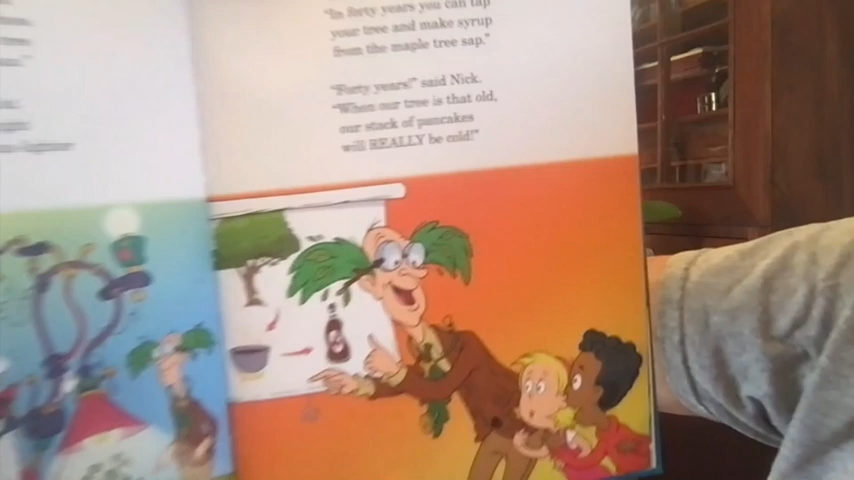 "In forty years you can tap
your tree and make syrup
from the maple tree sap."
"Forty years!" said Nick.
"When our tree is that old,
our stack of pancakes
will REALLY be cold!"